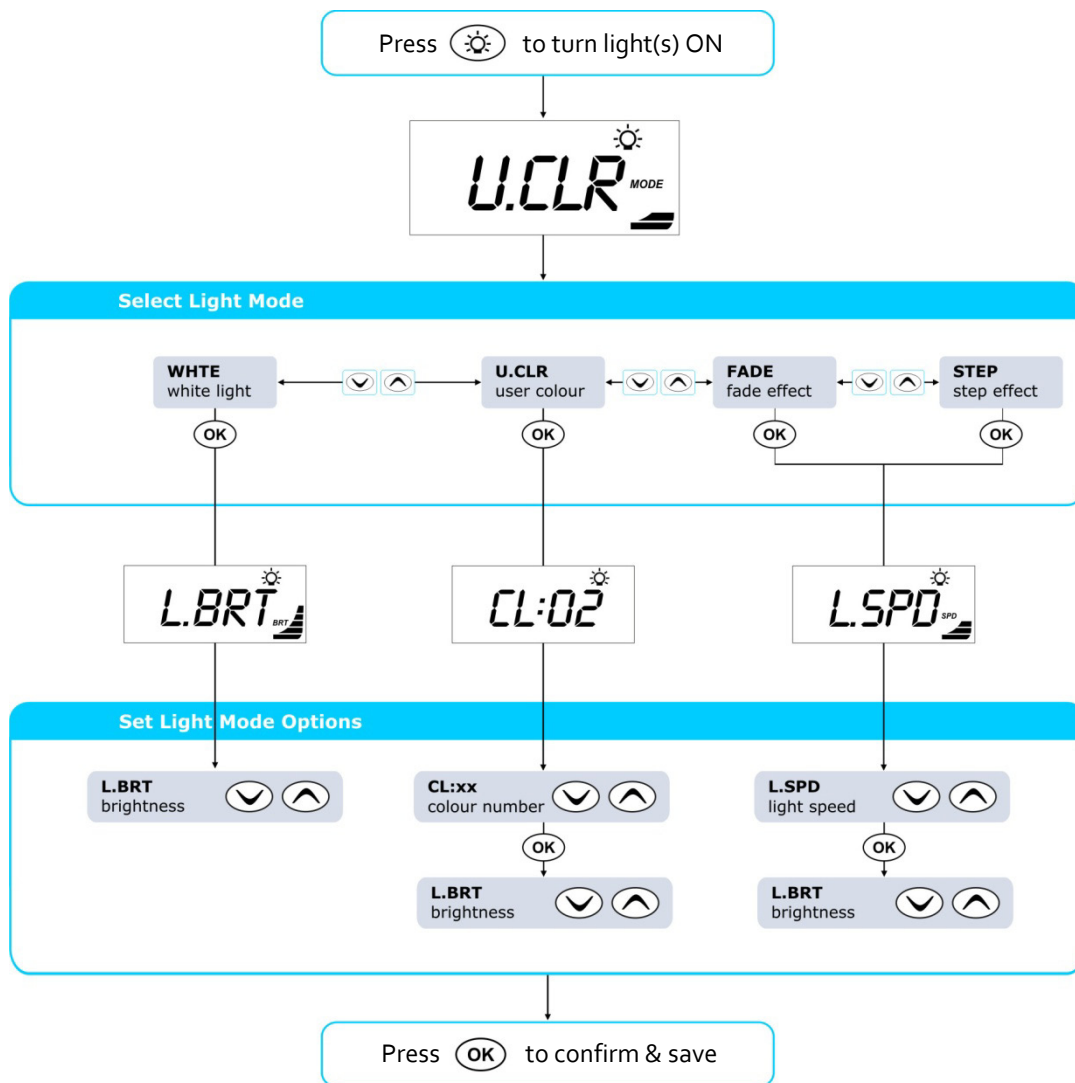 Press to turn light(s) ON
U.CLR MODE
Select Light Mode
WHTE
white light
U.CLR
user colour
FADE
fade effect
STEP
step effect
OK
OK
OK
OK
L.BRT BRT
CL:02
L.SPD SPD
Set Light Mode Options
L.BRT
brightness
CL:xx
colour number
L.SPD
light speed
OK
OK
L.BRT
brightness
L.BRT
brightness
Press OK to confirm & save